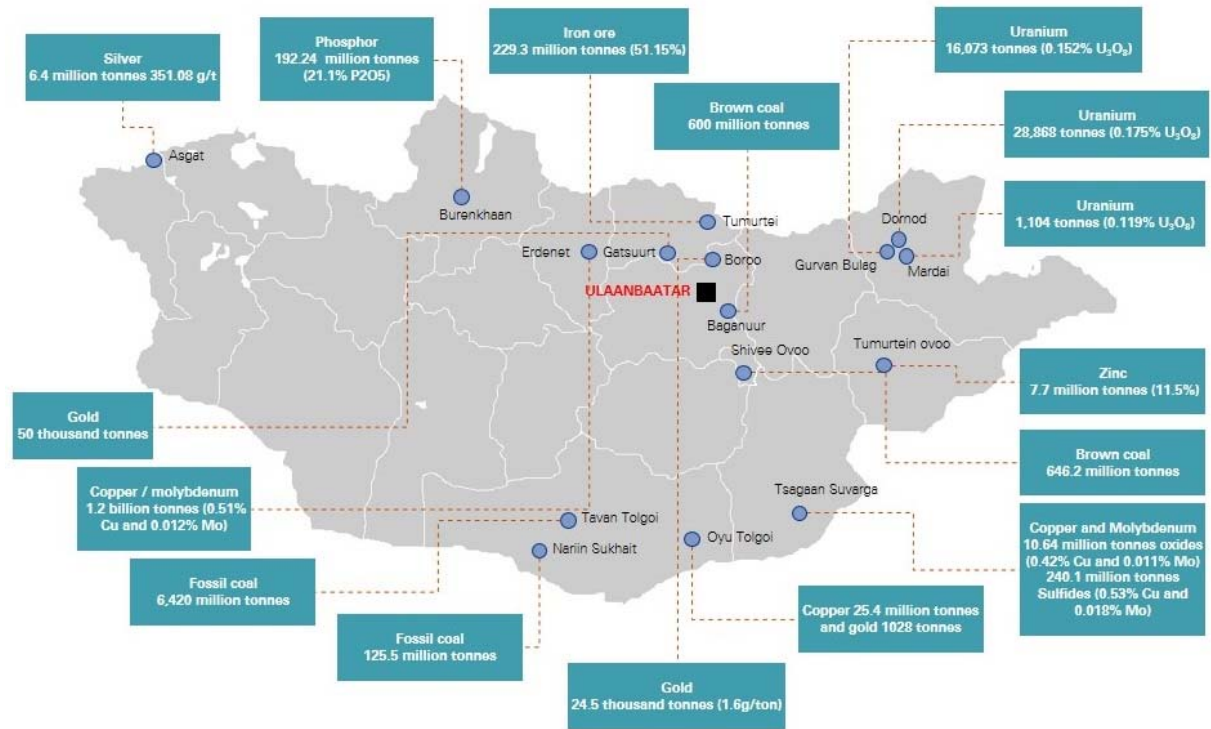 Silver
6.4 million tonnes 351.08 g/t
Phosphor
192.24 million tonnes
(21.1% P2O5)
Iron ore
229.3 million tonnes (51.15%)
Brown coal
600 million tonnes
Uranium
16,073 tonnes (0.152% U₃O₈)
Uranium
28,868 tonnes (0.175% U₃O₈)
Uranium
1,104 tonnes (0.119% U₃O₈)
Asgat
Burenkhaan
Tumurtei
Erdenet
Gatsuurt
Boroo
Dornod
Gurvan Bulag
Mardai
ULAANBAATAR
Baganuur
Shivee Ovoo
Tumurtein ovoo
Zinc
7.7 million tonnes (11.5%)
Gold
50 thousand tonnes
Brown coal
646.2 million tonnes
Copper / molybdenum
1.2 billion tonnes (0.51%
Cu and 0.012% Mo)
Tavan Tolgoi
Nariin Sukhait
Oyu Tolgoi
Tsagaan Suvarga
Copper and Molybdenum
10.64 million tonnes oxides
(0.42% Cu and 0.011% Mo)
240.1 million tonnes
Sulfides (0.53% Cu and
0.018% Mo)
Fossil coal
6,420 million tonnes
Fossil coal
125.5 million tonnes
Copper 25.4 million tonnes
and gold 1028 tonnes
Gold
24.5 thousand tonnes (1.6g/ton)